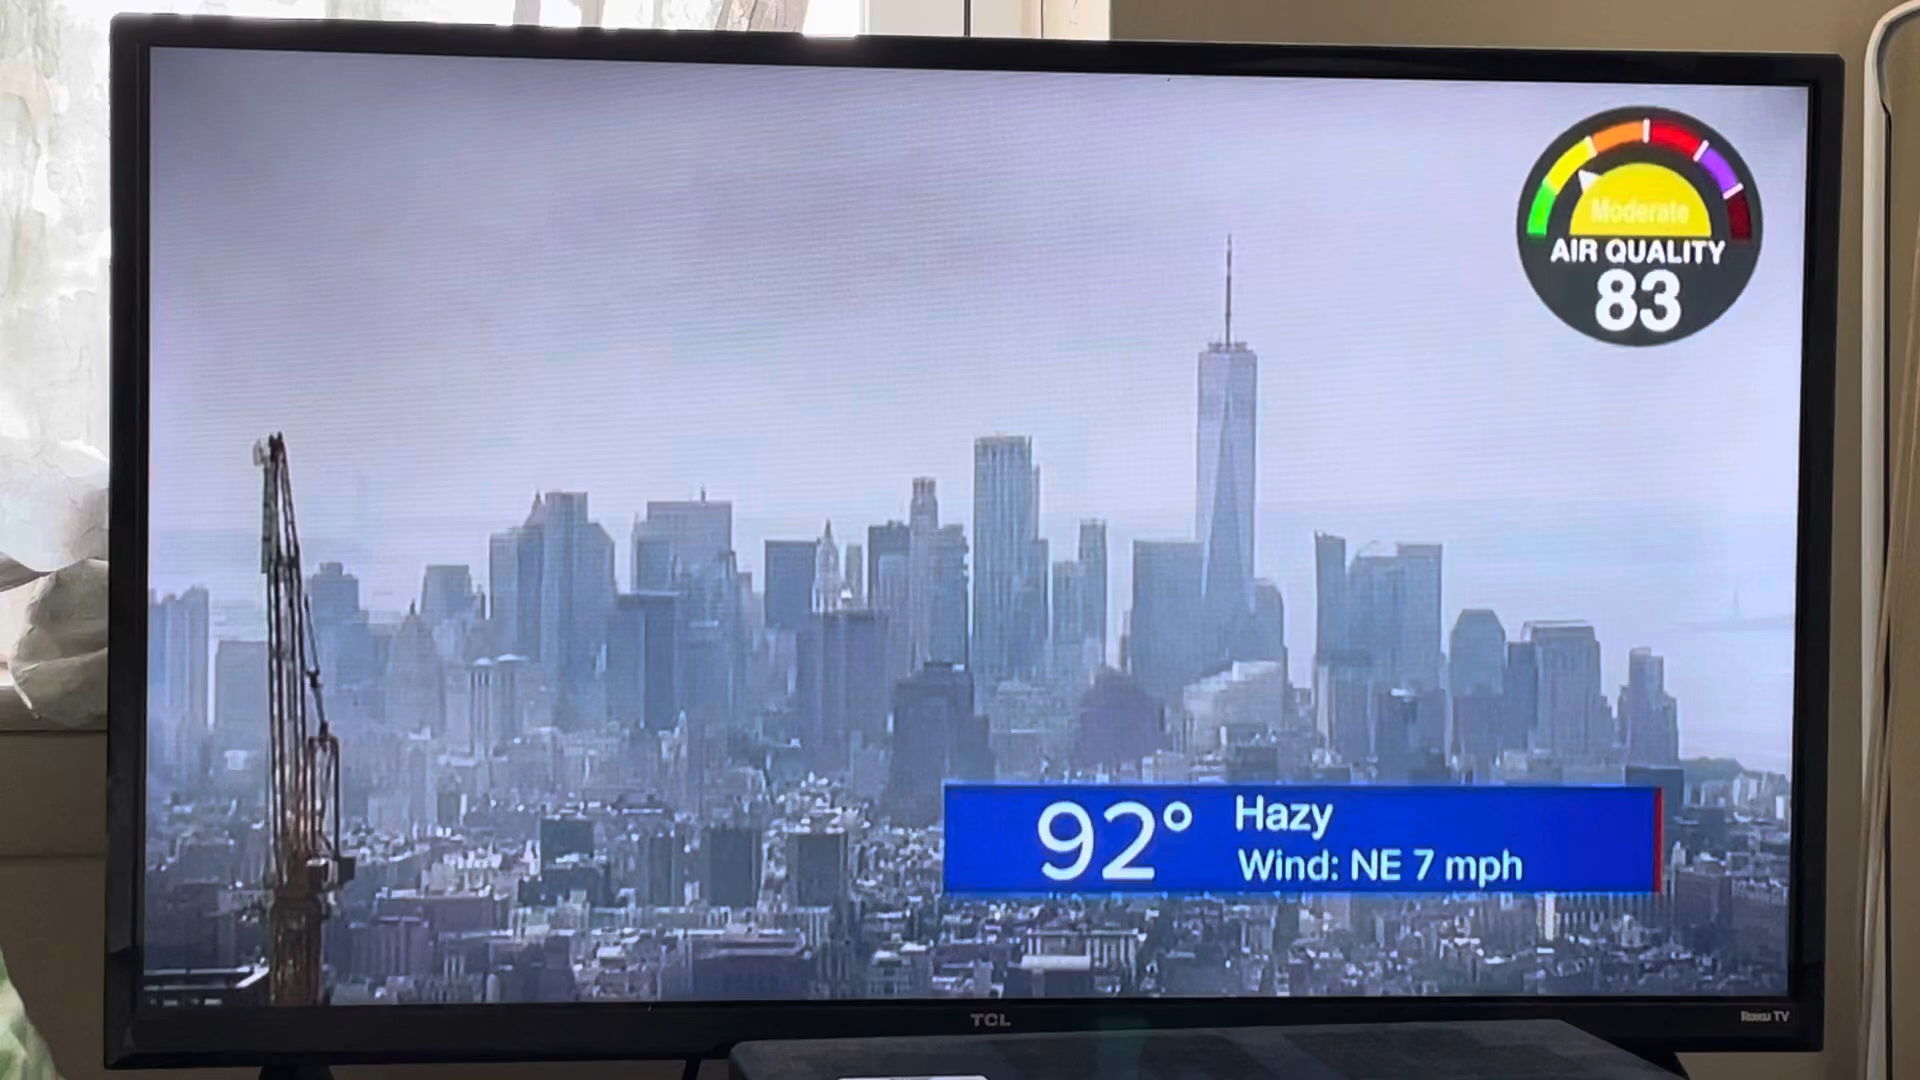 Moderate
AIR QUALITY
83
92° Hazy
Wind: NE 7 mph
TCL
Roku TV